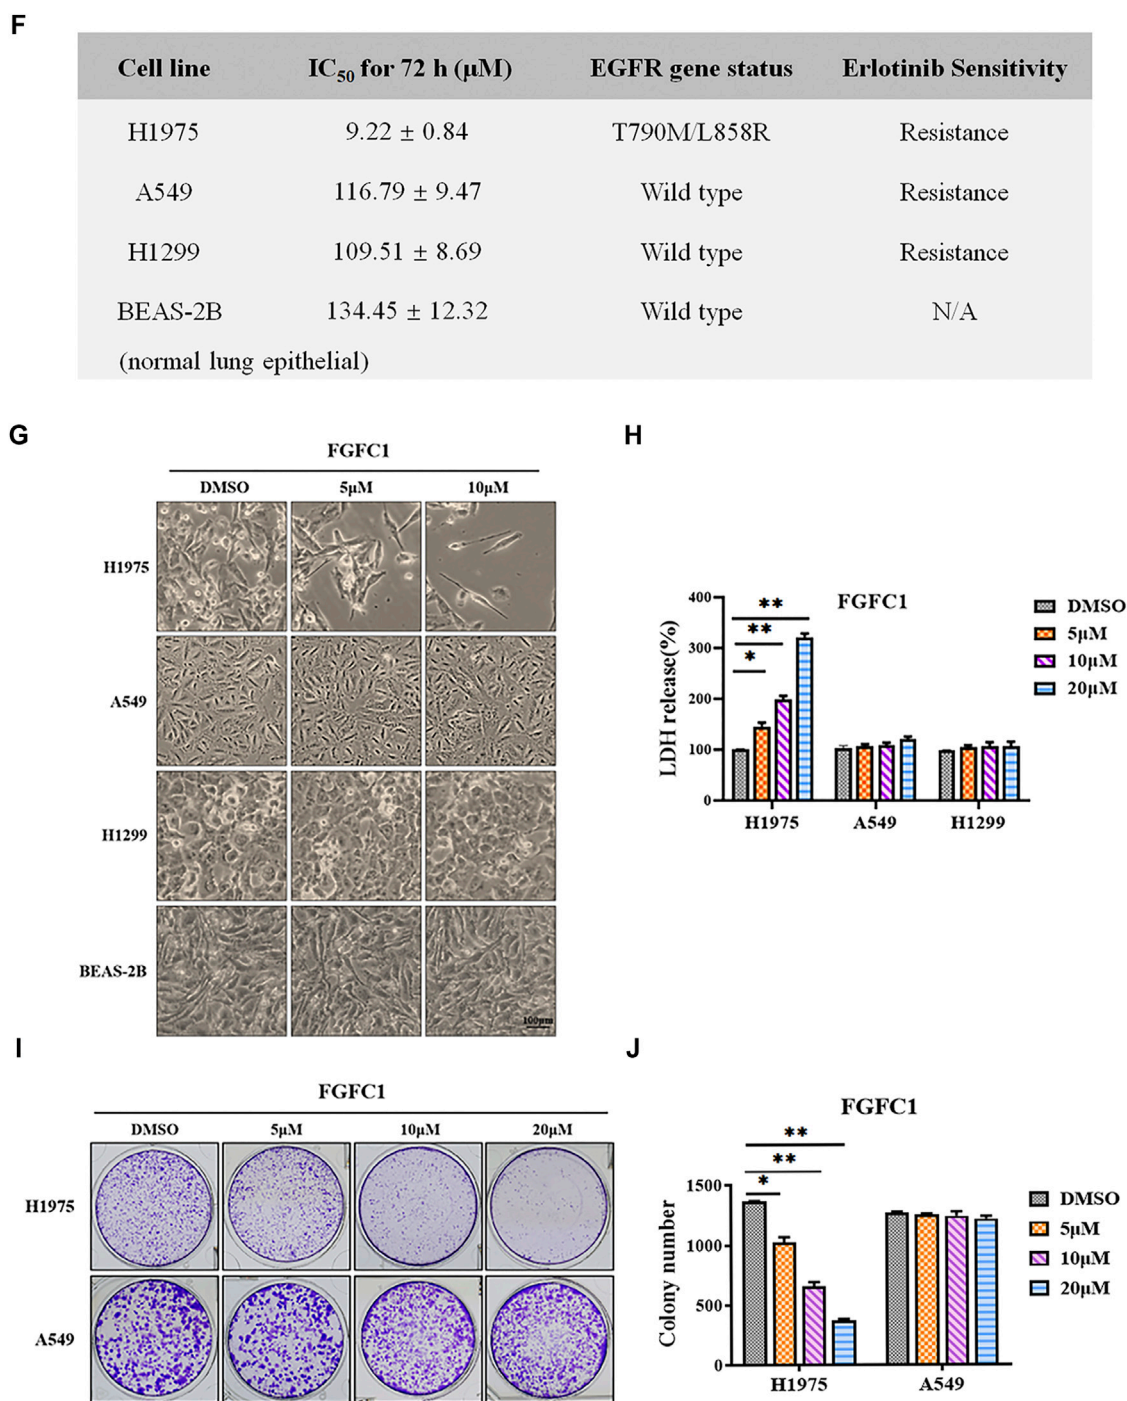 F
Cell line IC50 for 72 h (μM) EGFR gene status Erlotinib Sensitivity
H1975 9.22 ± 0.84 T790M/L858R Resistance
A549 116.79 ± 9.47 Wild type Resistance
H1299 109.51 ± 8.69 Wild type Resistance
BEAS-2B 134.45 ± 12.32 Wild type N/A
(normal lung epithelial)
G
FGFC1
DMSO 5μM 10μM
H1975
A549
H1299
BEAS-2B
100μm
H
FGFC1
** 
**
*
LDH release(%)
400
300
200
100
0
H1975 A549 H1299
DMSO
5μM
10μM
20μM
I
FGFC1
DMSO 5μM 10μM 20μM
H1975
A549
J
FGFC1
**
**
*
Colony number
1500
1000
500
0
H1975 A549
DMSO
5μM
10μM
20μM